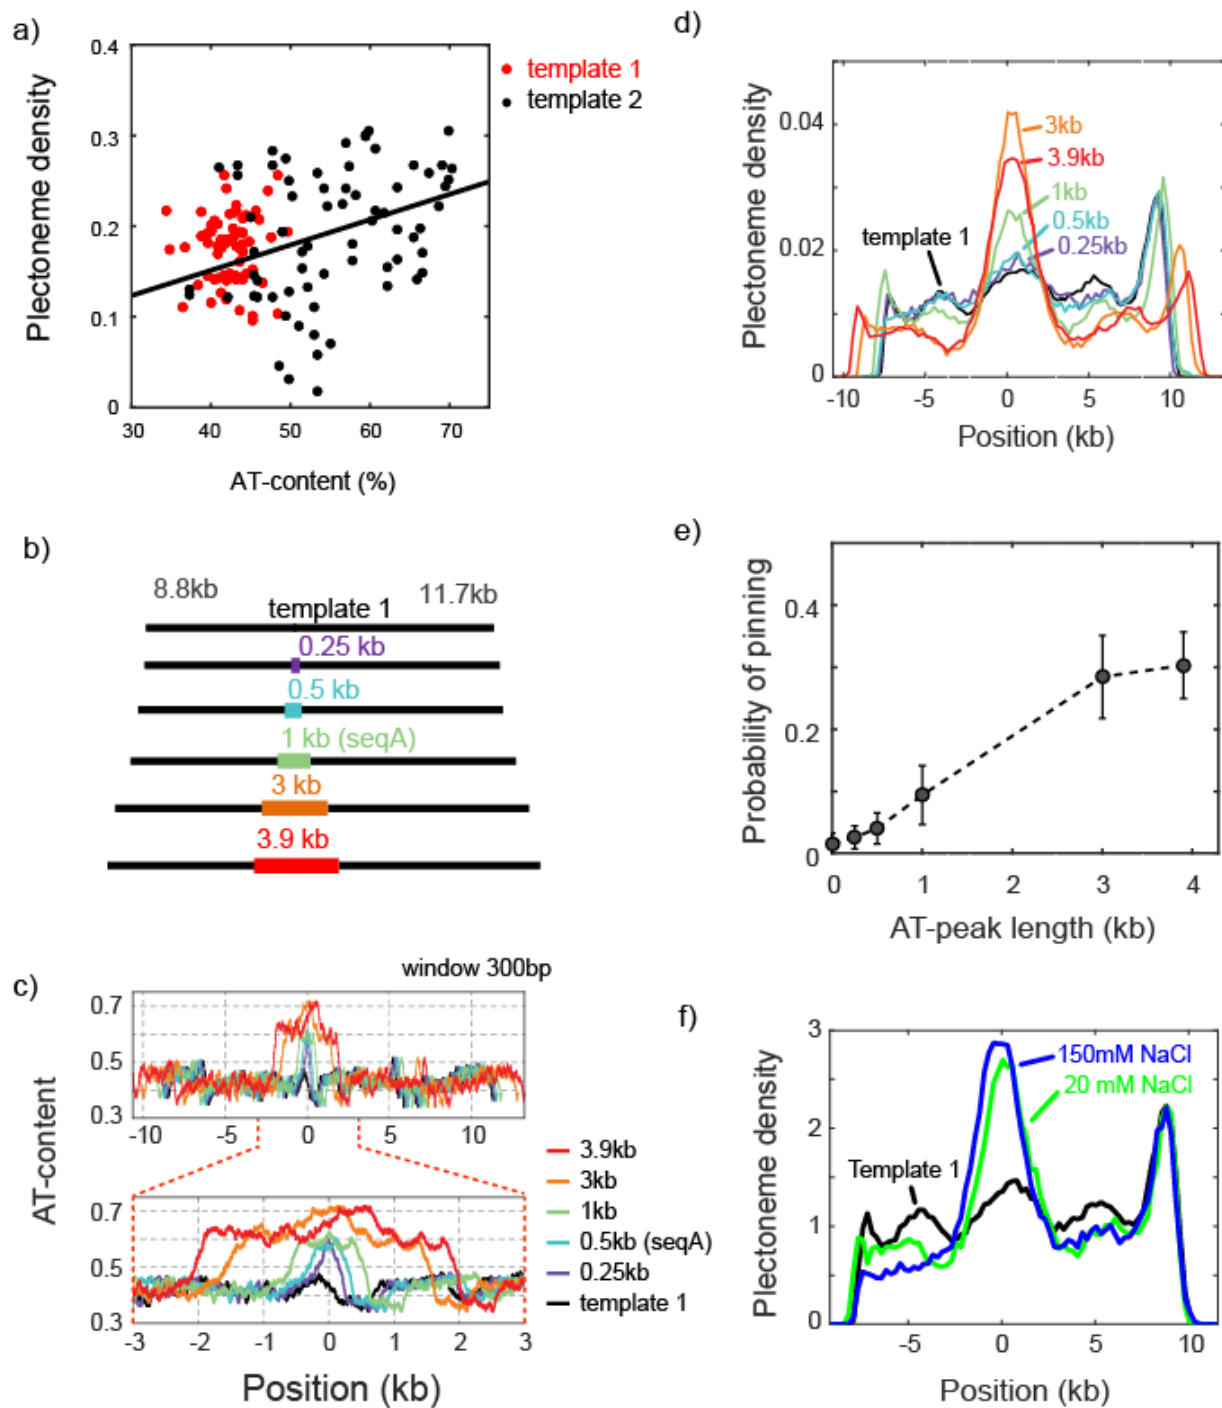 a)
Plectoneme density
0.4
0.3
0.2
0.1
0
30 40 50 60 70
AT-content (%)
template 1
template 2
b)
8.8kb
template 1
11.7kb
0.25 kb
0.5 kb
1 kb (seqA)
3 kb
3.9 kb
c)
window 300bp
AT-content
0.7
0.5
0.3
-10 -5 0 5 10
0.7
0.5
0.3
-3 -2 -1 0 1 2 3
Position (kb)
3.9kb
3kb
1kb
0.5kb (seqA)
0.25kb
template 1
d)
Plectoneme density
0.04
0.02
0
3kb
3.9kb
1kb
0.5kb
0.25kb
template 1
-10 -5 0 5 10
Position (kb)
e)
Probability of pinning
0.4
0.2
0
0 1 2 3 4
AT-peak length (kb)
f)
Plectoneme density
3
2
1
0
150mM NaCl
20 mM NaCl
Template 1
-5 0 5 10
Position (kb)